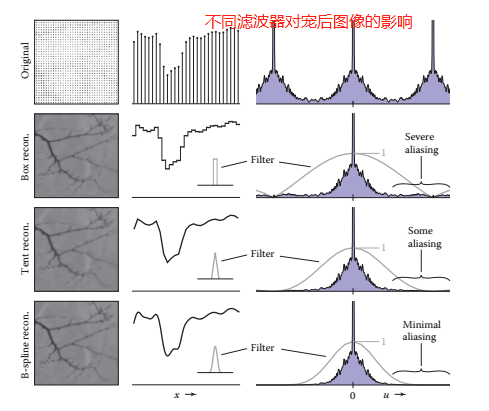 不同滤波器对宠后图像的影响
Original
Box recon.
Filter
1
Severe
aliasing
Tent recon.
Filter
1
Some
aliasing
B-spline recon.
Filter
1
Minimal
aliasing
x →
0
u →